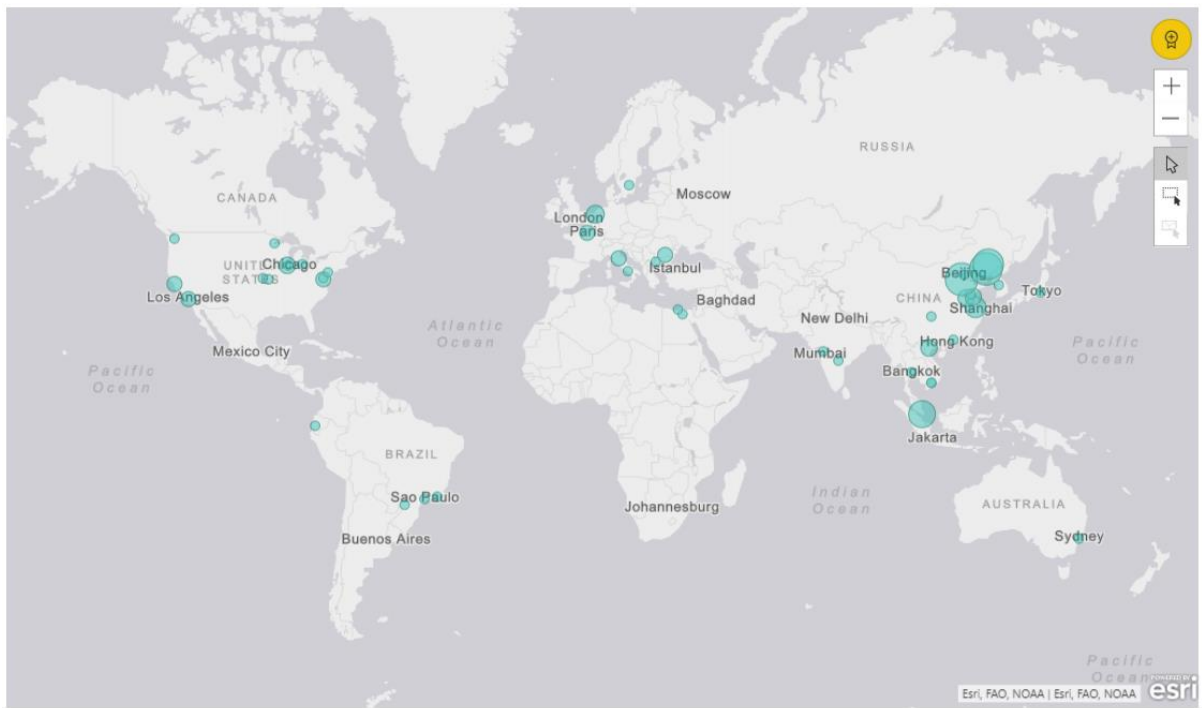 RUSSIA
Moscow
CANADA
London
Paris
UNITED
STATES
Chicago
Istanbul
Beijing
Los Angeles
Baghdad
CHINA
Tokyo
Shanghai
New Delhi
Atlantic
Ocean
Mexico City
Mumbai
Hong Kong
Pacific
Ocean
Bangkok
Pacific
Ocean
Jakarta
BRAZIL
Sao Paulo
Indian
Ocean
Johannesburg
AUSTRALIA
Sydney
Buenos Aires
Pacific
Ocean
Esri, FAO, NOAA | Esri, FAO, NOAA
POWERED BY
esri